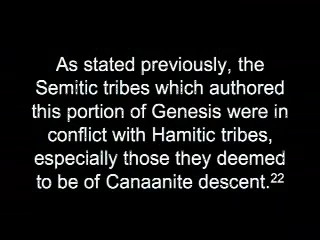 As stated previously, the
Semitic tribes which authored
this portion of Genesis were in
conflict with Hamitic tribes,
especially those they deemed
to be of Canaanite descent.22